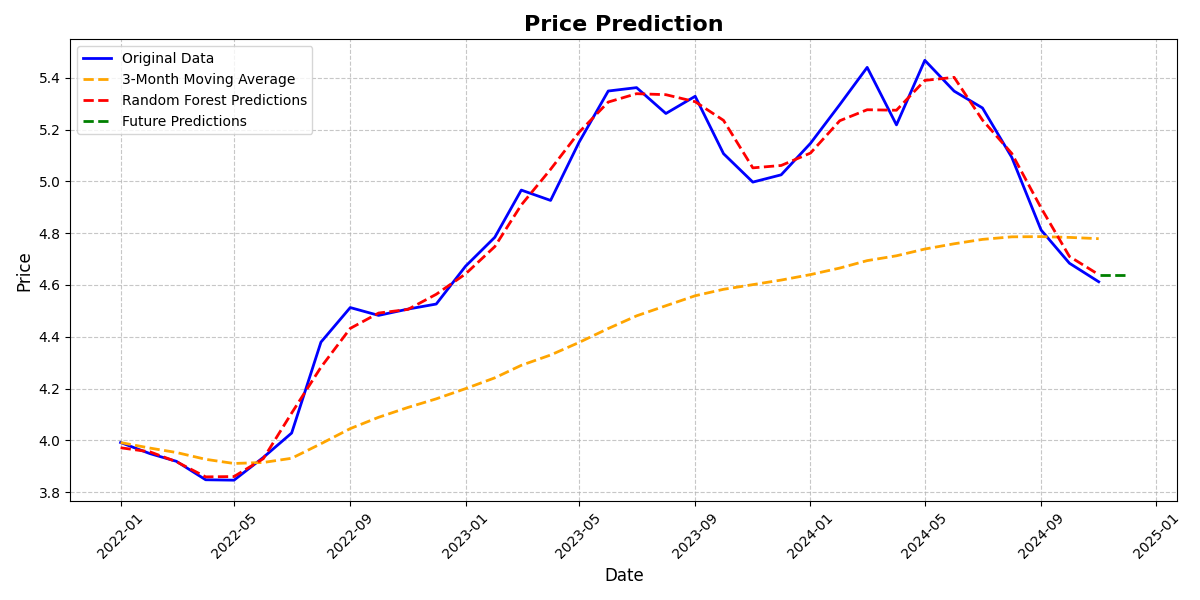 Price Prediction
Original Data
3-Month Moving Average
Random Forest Predictions
Future Predictions
Price
5.4
5.2
5.0
4.8
4.6
4.4
4.2
4.0
3.8
2022-01
2022-05
2022-09
2023-01
2023-05
2023-09
2024-01
2024-05
2024-09
2025-01
Date